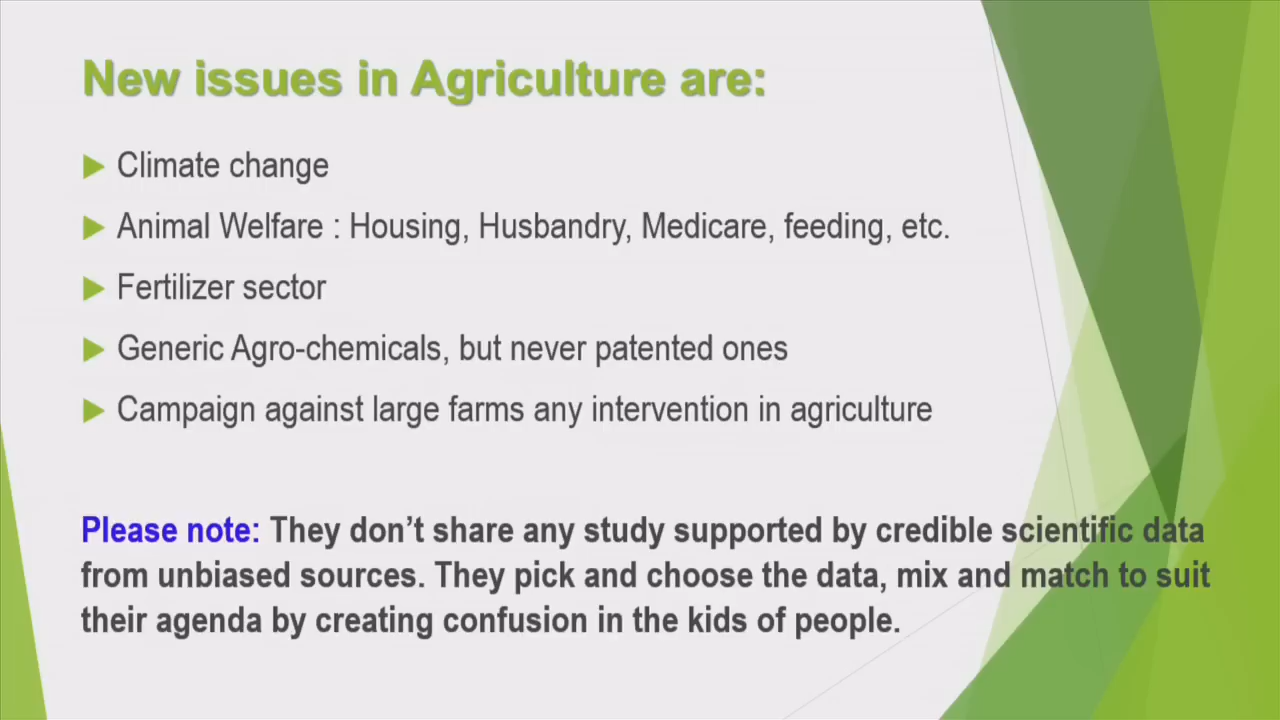 New issues in Agriculture are:
Climate change
Animal Welfare : Housing, Husbandry, Medicare, feeding, etc.
Fertilizer sector
Generic Agro-chemicals, but never patented ones
Campaign against large farms any intervention in agriculture
Please note: They don’t share any study supported by credible scientific data
from unbiased sources. They pick and choose the data, mix and match to suit
their agenda by creating confusion in the kids of people.